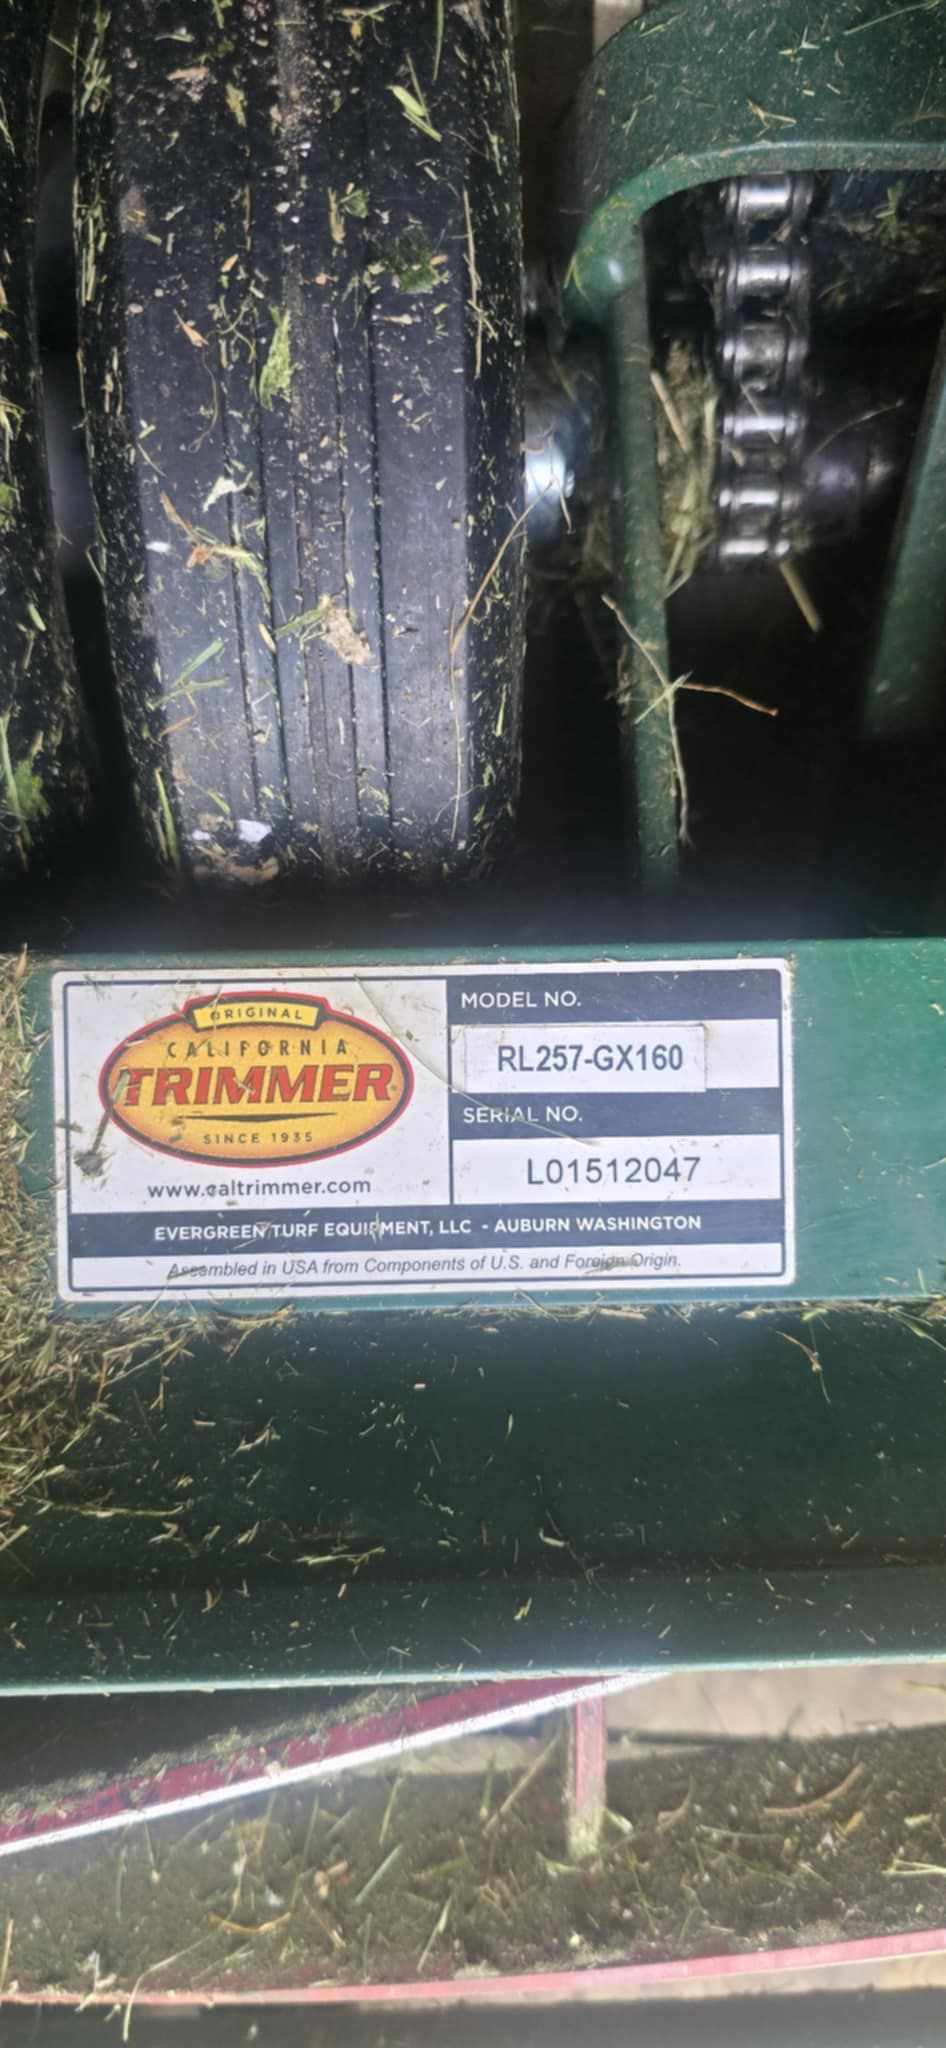 ORIGINAL
CALIFORNIA
TRIMMER
SINCE 1935
www.caltrimmer.com
MODEL NO.
RL257-GX160
SERIAL NO.
L01512047
EVERGREEN TURF EQUIPMENT, LLC - AUBURN WASHINGTON
Assembled in USA from Components of U.S. and Foreign Origin.